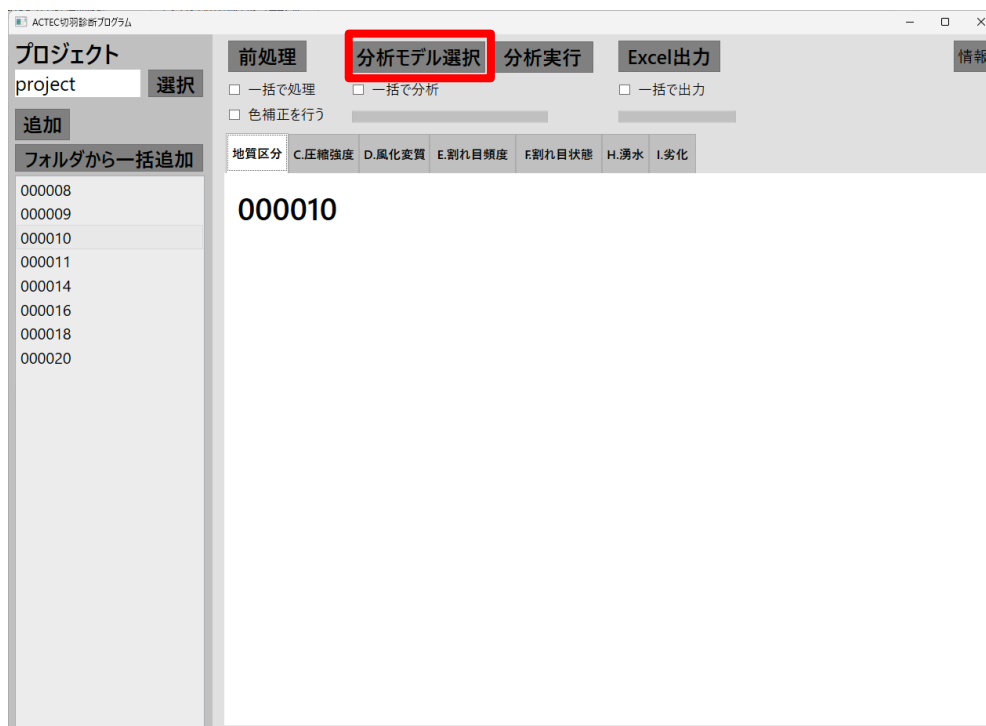 ACTEC切羽診断プログラム
プロジェクト
project
選択
追加
フォルダから一括追加
000008
000009
000010
000011
000014
000016
000018
000020
前処理
分析モデル選択
分析実行
Excel出力
情報
一括で処理
一括で分析
一括で出力
色補正を行う
地質区分
C.圧縮強度
D.風化変質
E.割れ目頻度
F.割れ目状態
H.湧水
I.劣化
000010